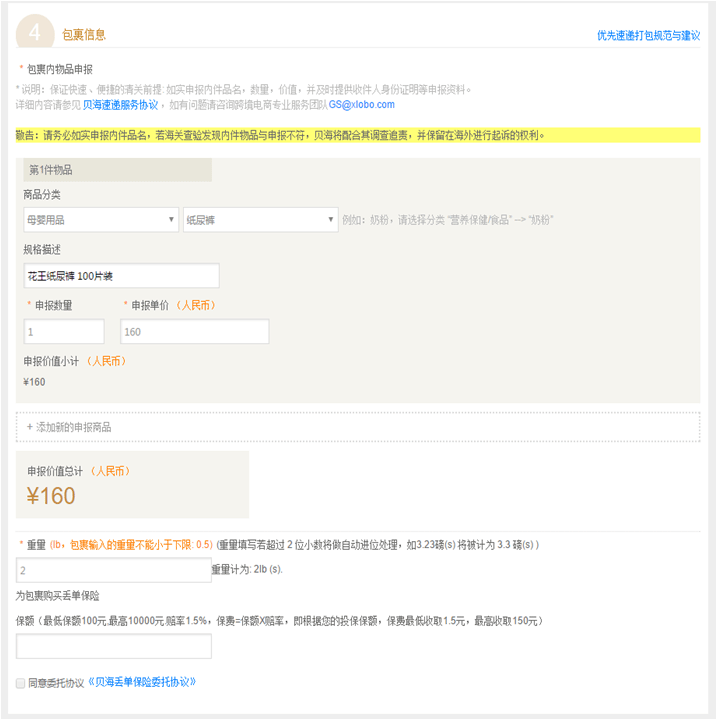 4 包裹信息 优先速递打包规范与建议
* 包裹内物品申报
* 说明：保证快速、便捷的清关前提: 如实申报内件品名，数量，价值，并及时提供收件人身份证明等申报资料。
详细内容请参见 贝海速递服务协议 ，如有问题请咨询跨境电商专业服务团队GS@xlobo.com
敬告：请务必如实申报内件品名，若海关查验发现内件物品与申报不符，贝海将配合其调查追责，并保留在海外进行起诉的权利。
第1件物品
商品分类
母婴用品 纸尿裤 例如：奶粉，请选择分类 “营养保健/食品” --> “奶粉”
规格描述
花王纸尿裤 100片装
* 申报数量 * 申报单价（人民币）
1 160
申报价值小计（人民币）
¥160
+ 添加新的申报商品
申报价值总计（人民币）
¥160
* 重量 (lb，包裹输入的重量不能小于下限: 0.5) (重量填写若超过 2 位小数将做自动进位处理，如3.23磅(s) 将被计为 3.3 磅(s) )
2 重量计为: 2lb (s).
为包裹购买丢单保险
保额（最低保额100元.最高10000元.赔率1.5%，保费=保额X赔率，即根据您的投保保额，保费最低收取1.5元，最高收取150元）
同意委托协议《贝海丢单保险委托协议》